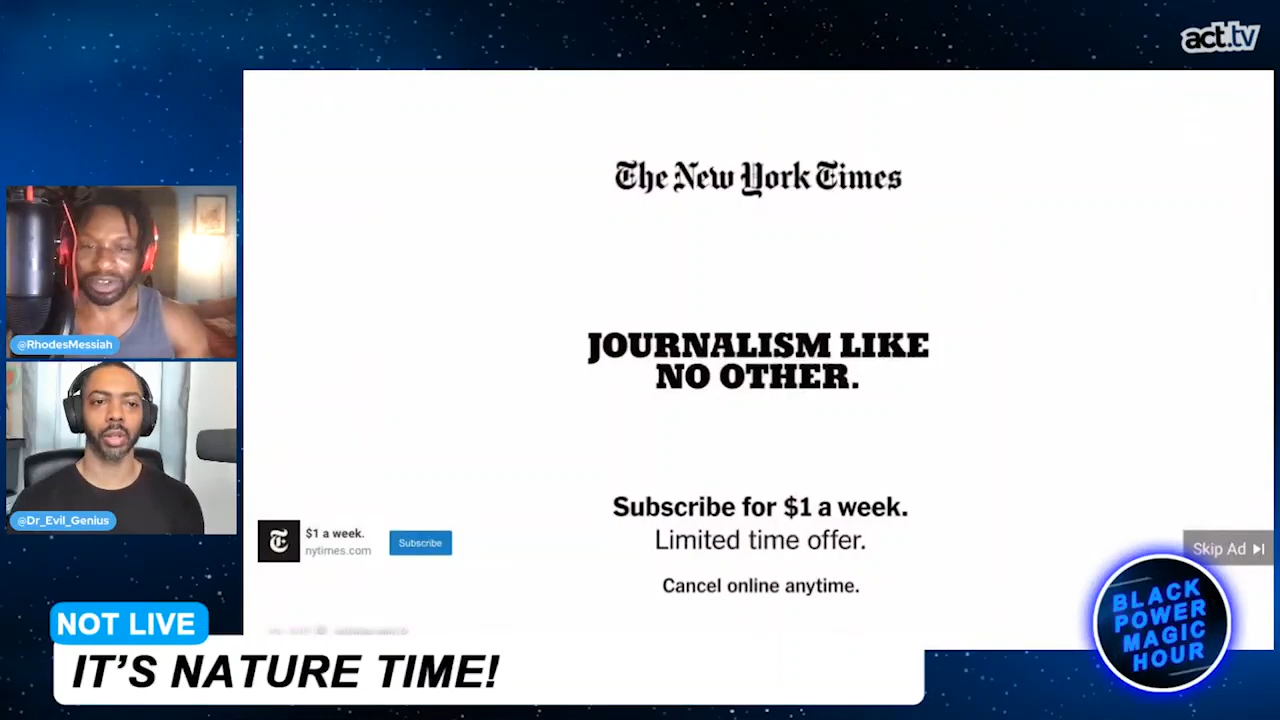 act.tv
The New York Times
@RhodesMessiah
JOURNALISM LIKE
NO OTHER.
Subscribe for $1 a week.
Limited time offer.
Cancel online anytime.
@Dr_Evil_Genius
$1 a week.
nytimes.com
Subscribe
Skip Ad
BLACK
POWER
MAGIC
HOUR
NOT LIVE
IT'S NATURE TIME!